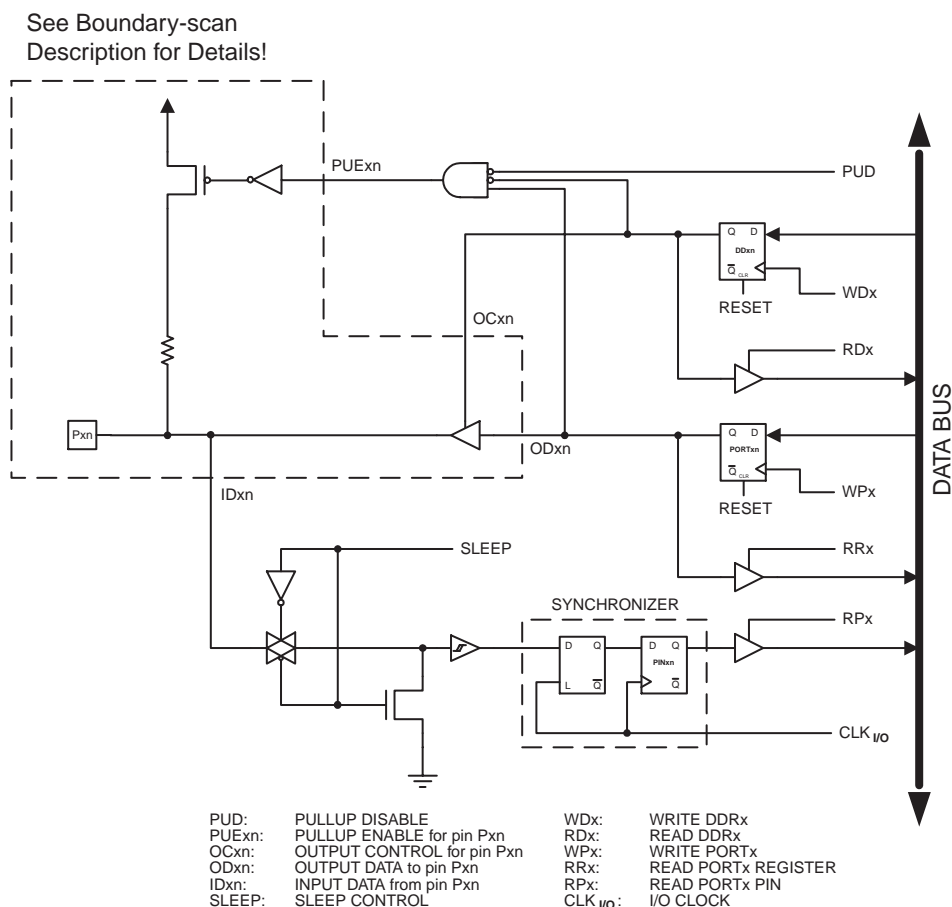 See Boundary-scan
Description for Details!
PUExn
PUD
Q D
DDxn
Q CLR
WDx
RESET
OCxn
RDx
Pxn
ODxn
Q D
PORTxn
Q CLR
WPx
RESET
IDxn
RRx
SLEEP
SYNCHRONIZER
RPx
D Q
L Q
D Q
PINxn
Q
CLK I/O
DATA BUS
PUD: PULLUP DISABLE
PUExn: PULLUP ENABLE for pin Pxn
OCxn: OUTPUT CONTROL for pin Pxn
ODxn: OUTPUT DATA to pin Pxn
IDxn: INPUT DATA from pin Pxn
SLEEP: SLEEP CONTROL
WDx: WRITE DDRx
RDx: READ DDRx
WPx: WRITE PORTx
RRx: READ PORTx REGISTER
RPx: READ PORTx PIN
CLK I/O: I/O CLOCK